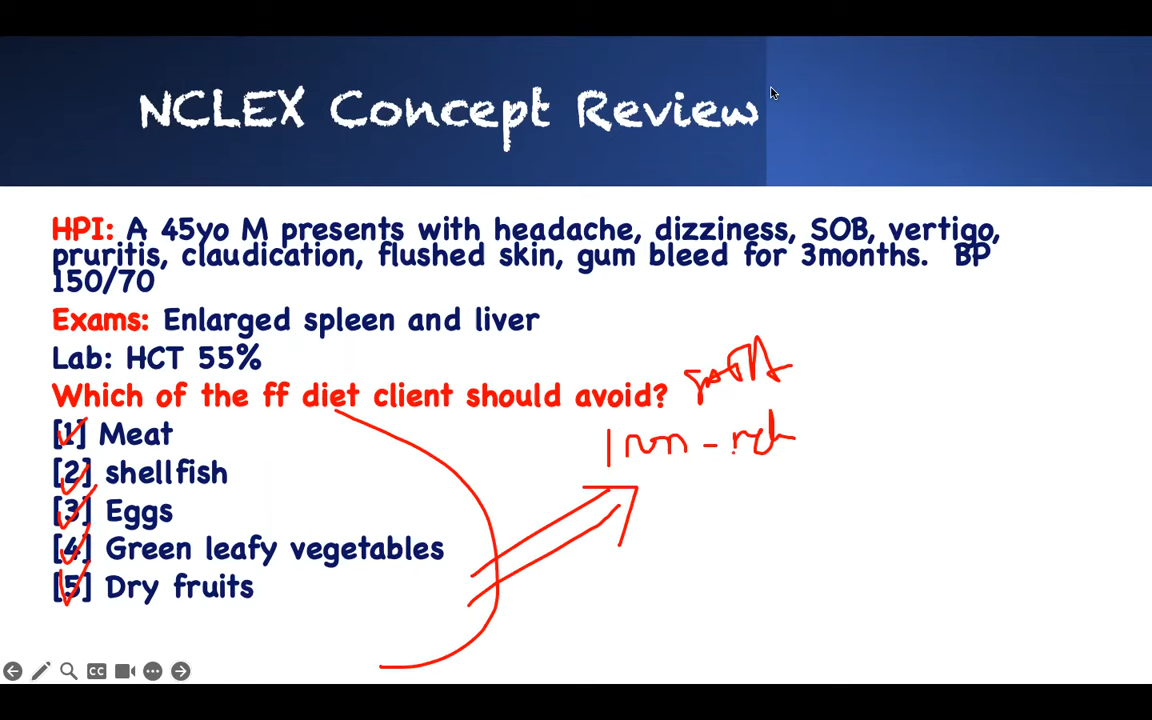 NCLEX Concept Review
HPI: A 45yo M presents with headache, dizziness, SOB, vertigo,
pruritis, claudication, flushed skin, gum bleed for 3months. BP
150/70
Exams: Enlarged spleen and liver
Lab: HCT 55%
Which of the ff diet client should avoid?
[1] Meat
Iron-rich
[2] shellfish
[3] Eggs
[4] Green leafy vegetables
[5] Dry fruits
CC